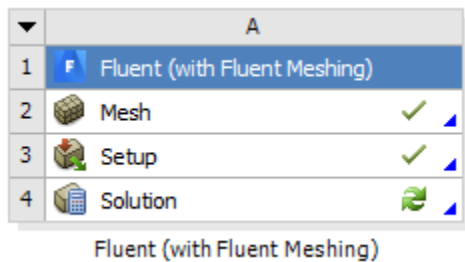 A
1 Fluent (with Fluent Meshing)
2 Mesh
3 Setup
4 Solution
Fluent (with Fluent Meshing)